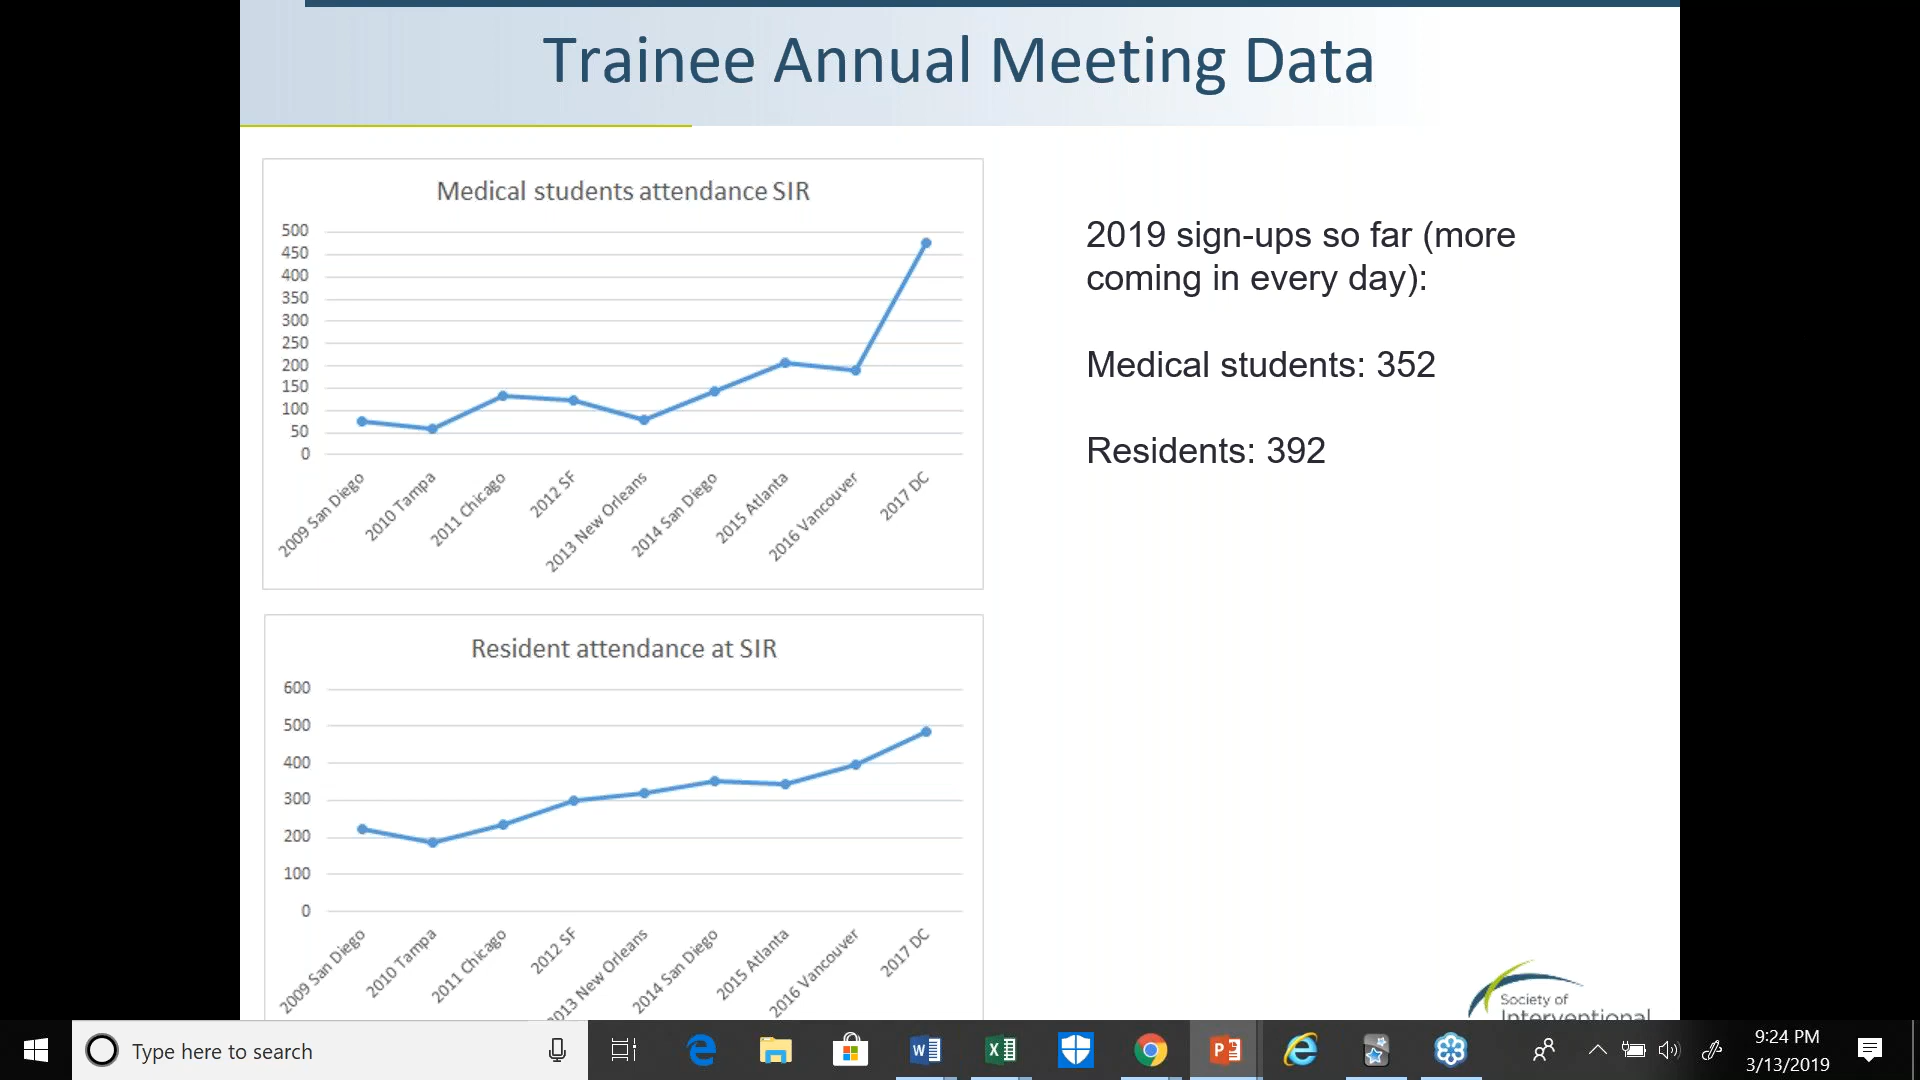 Trainee Annual Meeting Data
Medical students attendance SIR
500
450
400
350
300
250
200
150
100
50
0
2009 San Diego
2010 Tampa
2011 Chicago
2012 SF
2013 New Orleans
2014 San Diego
2015 Atlanta
2016 Vancouver
2017 DC
2019 sign-ups so far (more
coming in every day):
Medical students: 352
Residents: 392
Resident attendance at SIR
600
500
400
300
200
100
0
2009 San Diego
2010 Tampa
2011 Chicago
2012 SF
2013 New Orleans
2014 San Diego
2015 Atlanta
2016 Vancouver
2017 DC
Society of
Interventional
Type here to search
9:24 PM
3/13/2019